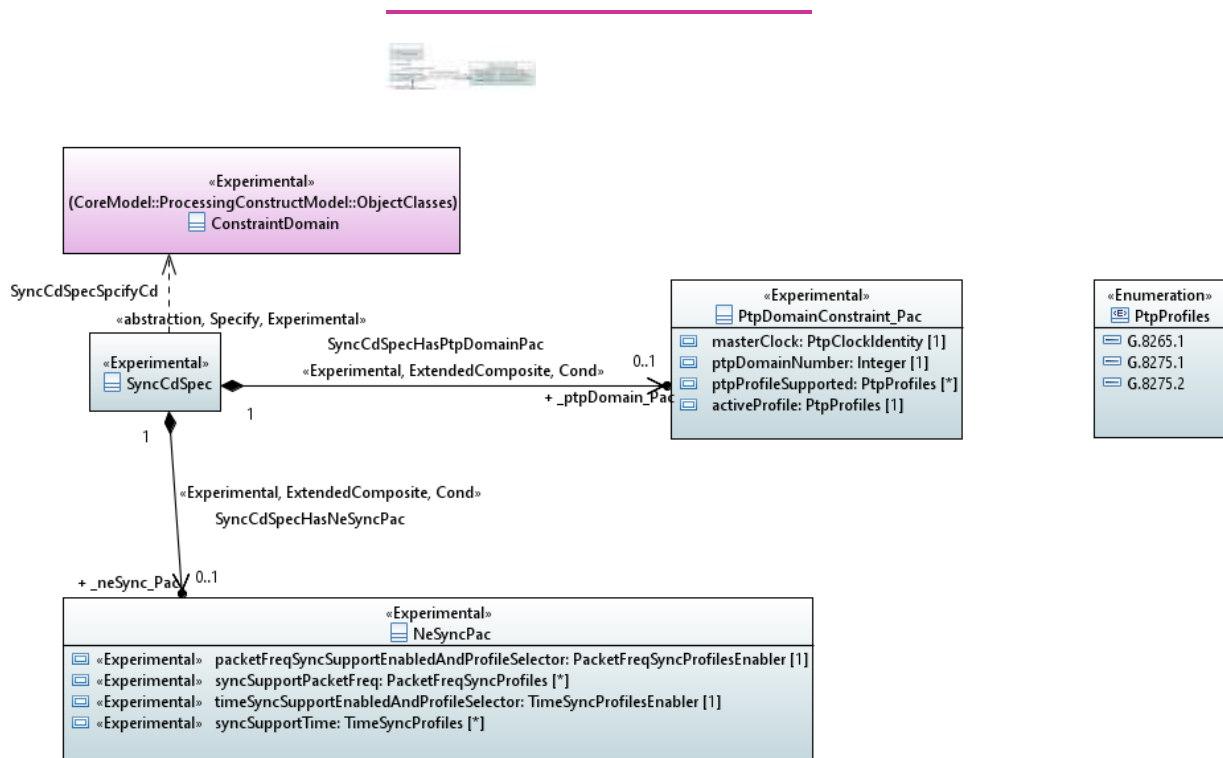 «Experimental»
(CoreModel::ProcessingConstructModel::ObjectClasses)
ConstraintDomain
SyncCdSpecSpcifyCd
«abstraction, Specify, Experimental»
«Experimental»
SyncCdSpec
SyncCdSpecHasPtpDomainPac
«Experimental, ExtendedComposite, Cond»
0..1
+ _ptpDomain_Pac
1
1
«Experimental»
PtpDomainConstraint_Pac
masterClock: PtpClockIdentity [1]
ptpDomainNumber: Integer [1]
ptpProfileSupported: PtpProfiles [*]
activeProfile: PtpProfiles [1]
«Enumeration»
PtpProfiles
G.8265.1
G.8275.1
G.8275.2
«Experimental, ExtendedComposite, Cond»
SyncCdSpecHasNeSyncPac
+ _neSync_Pac
0..1
«Experimental»
NeSyncPac
«Experimental» packetFreqSyncSupportEnabledAndProfileSelector: PacketFreqSyncProfilesEnabler [1]
«Experimental» syncSupportPacketFreq: PacketFreqSyncProfiles [*]
«Experimental» timeSyncSupportEnabledAndProfileSelector: TimeSyncProfilesEnabler [1]
«Experimental» syncSupportTime: TimeSyncProfiles [*]